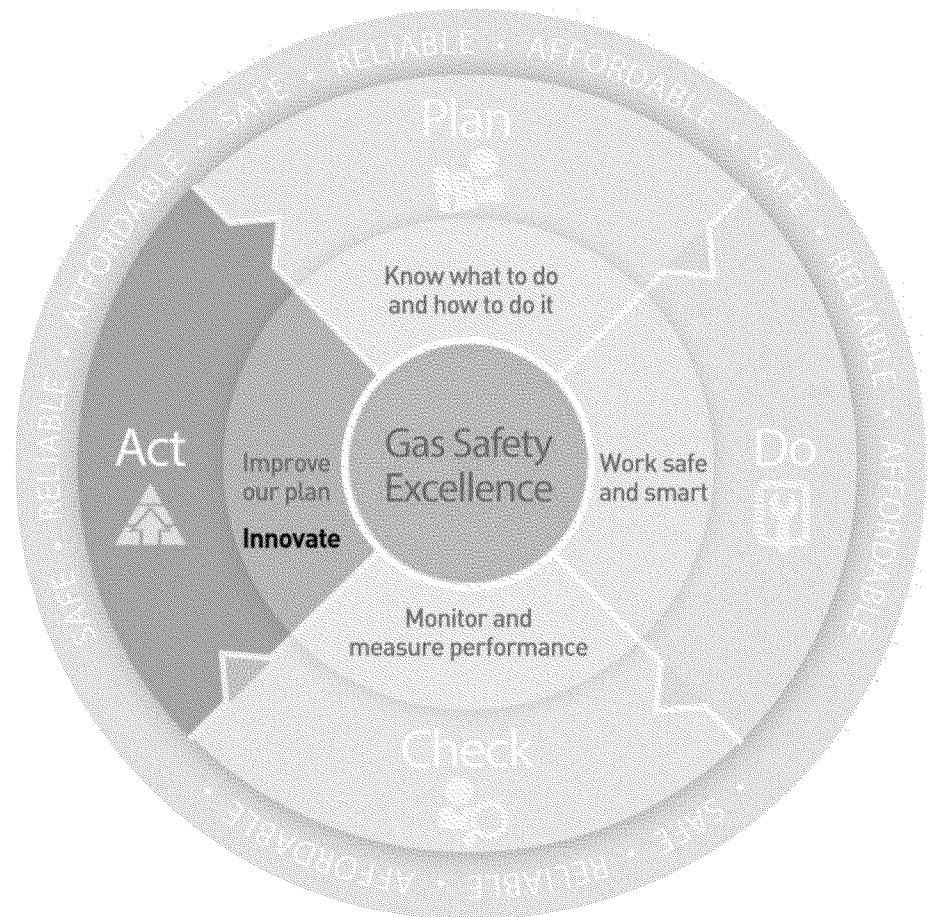 SAFE • RELIABLE • AFFORDABLE • SAFE • RELIABLE • AFFORDABLE • SAFE • RELIABLE • AFFORDABLE
• SAFE • RELIABLE • AFFORDABLE •
Plan
Know what to do
and how to do it
Do
Work safe
and smart
Check
Monitor and
measure performance
Act
Improve
our plan
Innovate
Gas Safety
Excellence